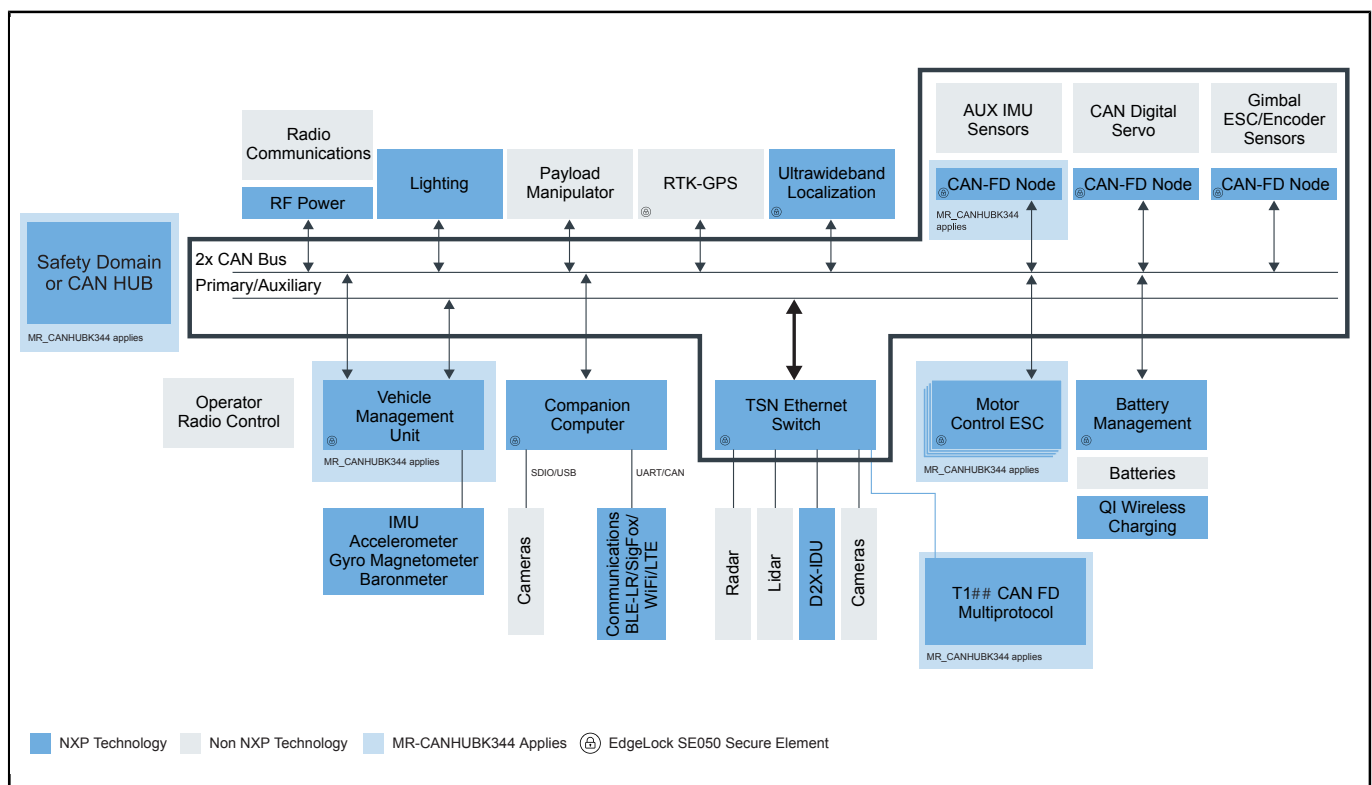 Radio
Communications
RF Power
Lighting
Payload
Manipulator
RTK-GPS
Ultrawideband
Localization
AUX IMU
Sensors
CAN-FD Node
MR_CANHUBK344
applies
CAN Digital
Servo
CAN-FD Node
Gimbal
ESC/Encoder
Sensors
CAN-FD Node
Safety Domain
or CAN HUB
MR_CANHUBK344 applies
2x CAN Bus
Primary/Auxiliary
Operator
Radio Control
Vehicle
Management
Unit
MR_CANHUBK344 applies
Companion
Computer
TSN Ethernet
Switch
Motor
Control ESC
MR_CANHUBK344 applies
Battery
Management
Batteries
QI Wireless
Charging
SDIO/USB
UART/CAN
IMU
Accelerometer
Gyro Magnetometer
Baronmeter
Cameras
Communications
BLE-LR/SigFox/
WiFi/LTE
Radar
Lidar
D2X-IDU
Cameras
T1## CAN FD
Multiprotocol
MR_CANHUBK344 applies
NXP Technology
Non NXP Technology
MR-CANHUBK344 Applies
EdgeLock SE050 Secure Element